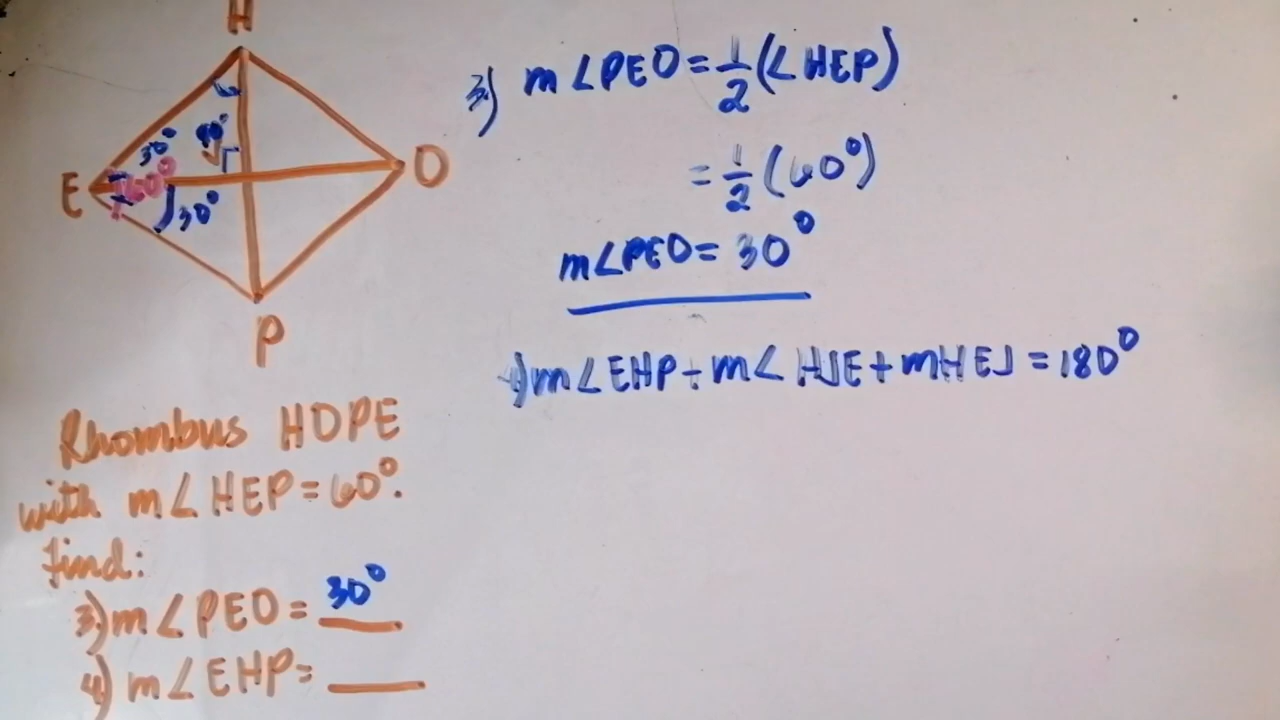 H
E
O
P
30°
90°
J
60°
30°
Rhombus HOPE
with m∠HEP=60°.
find:
3) m∠PEO= 30°
4) m∠EHP=
3) m∠PEO=1/2(∠HEP)
=1/2(60°)
m∠PEO= 30°
4) m∠EHP+m∠HJE+mHEJ=180°